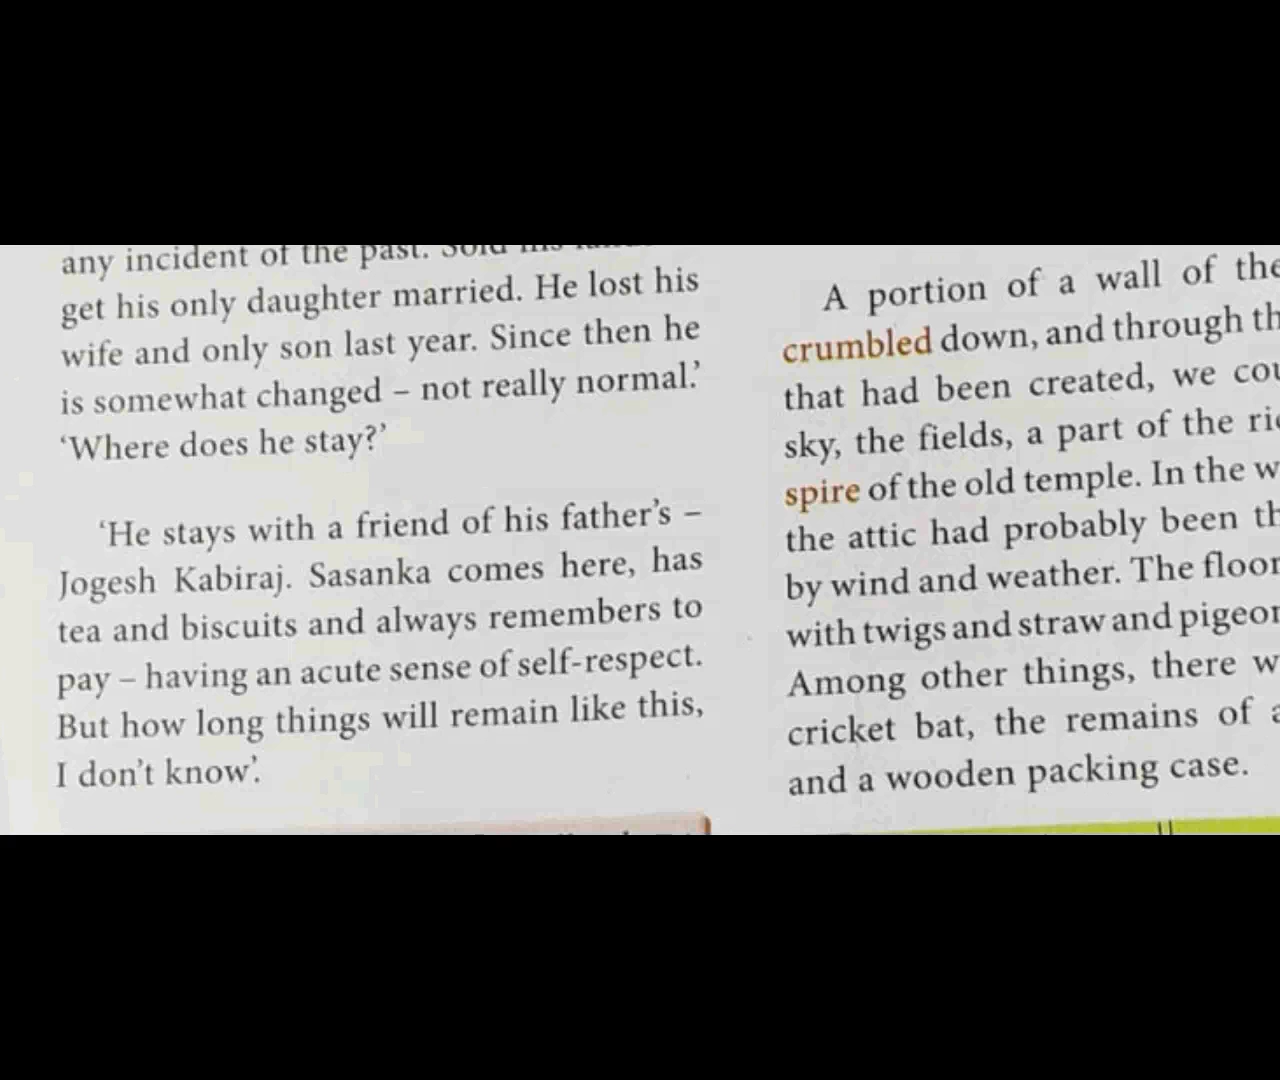 any incident of the past. Sold his
get his only daughter married. He lost his
wife and only son last year. Since then he
is somewhat changed – not really normal.’
‘Where does he stay?’
‘He stays with a friend of his father’s –
Jogesh Kabiraj. Sasanka comes here, has
tea and biscuits and always remembers to
pay – having an acute sense of self-respect.
But how long things will remain like this,
I don’t know’.
A portion of a wall of the
crumbled down, and through
that had been created, we
sky, the fields, a part of the
spire of the old temple. In the
the attic had probably been
by wind and weather. The floor
with twigs and straw and
Among other things, there
cricket bat, the remains of
and a wooden packing case.